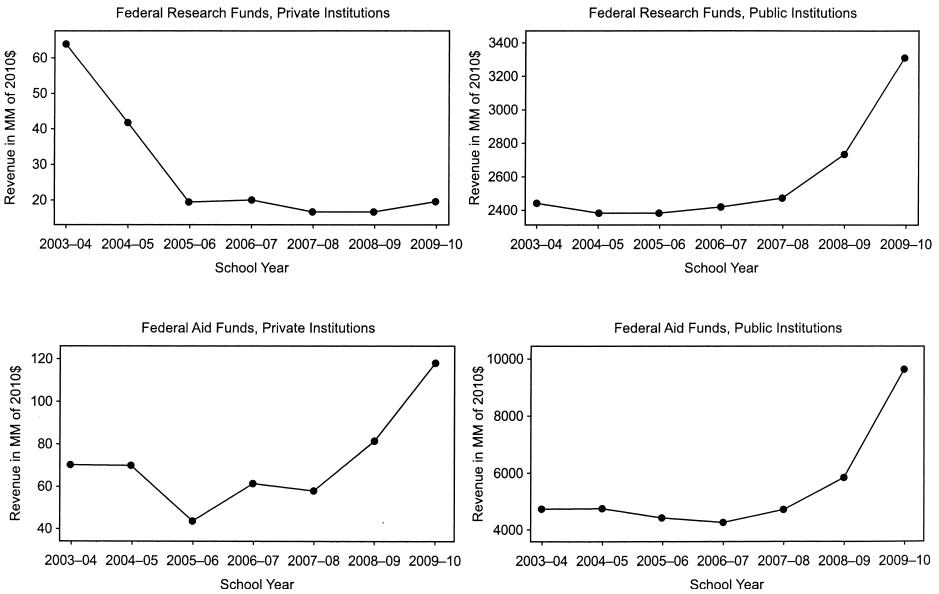 Federal Research Funds, Private Institutions
Revenue in MM of 2010$
60
50
40
30
20
2003–04 2004–05 2005–06 2006–07 2007–08 2008–09 2009–10
School Year
Federal Research Funds, Public Institutions
Revenue in MM of 2010$
3400
3200
3000
2800
2600
2400
2003–04 2004–05 2005–06 2006–07 2007–08 2008–09 2009–10
School Year
Federal Aid Funds, Private Institutions
Revenue in MM of 2010$
120
100
80
60
40
2003–04 2004–05 2005–06 2006–07 2007–08 2008–09 2009–10
School Year
Federal Aid Funds, Public Institutions
Revenue in MM of 2010$
10000
8000
6000
4000
2003–04 2004–05 2005–06 2006–07 2007–08 2008–09 2009–10
School Year